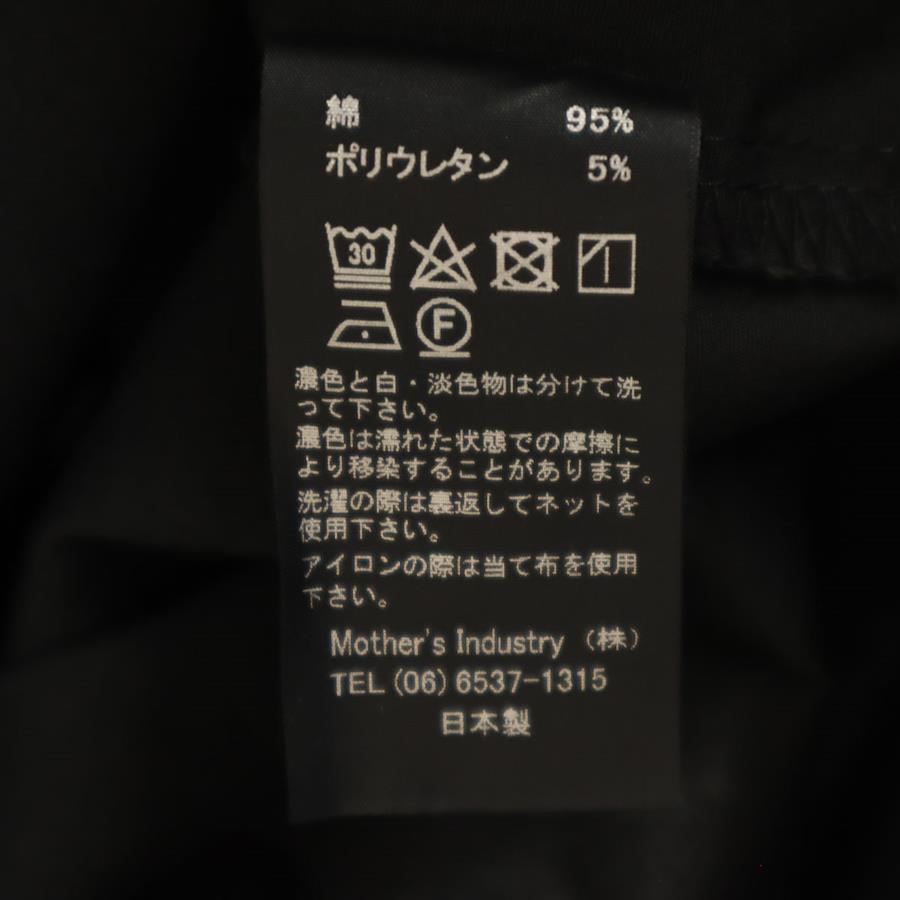 綿 95%
ポリウレタン 5%
30
F
濃色と白・淡色物は分けて洗
って下さい。
濃色は濡れた状態での摩擦に
より移染することがあります。
洗濯の際は裏返してネットを
使用下さい。
アイロンの際は当て布を使用
下さい。
Mother's Industry (株)
TEL (06) 6537-1315
日本製